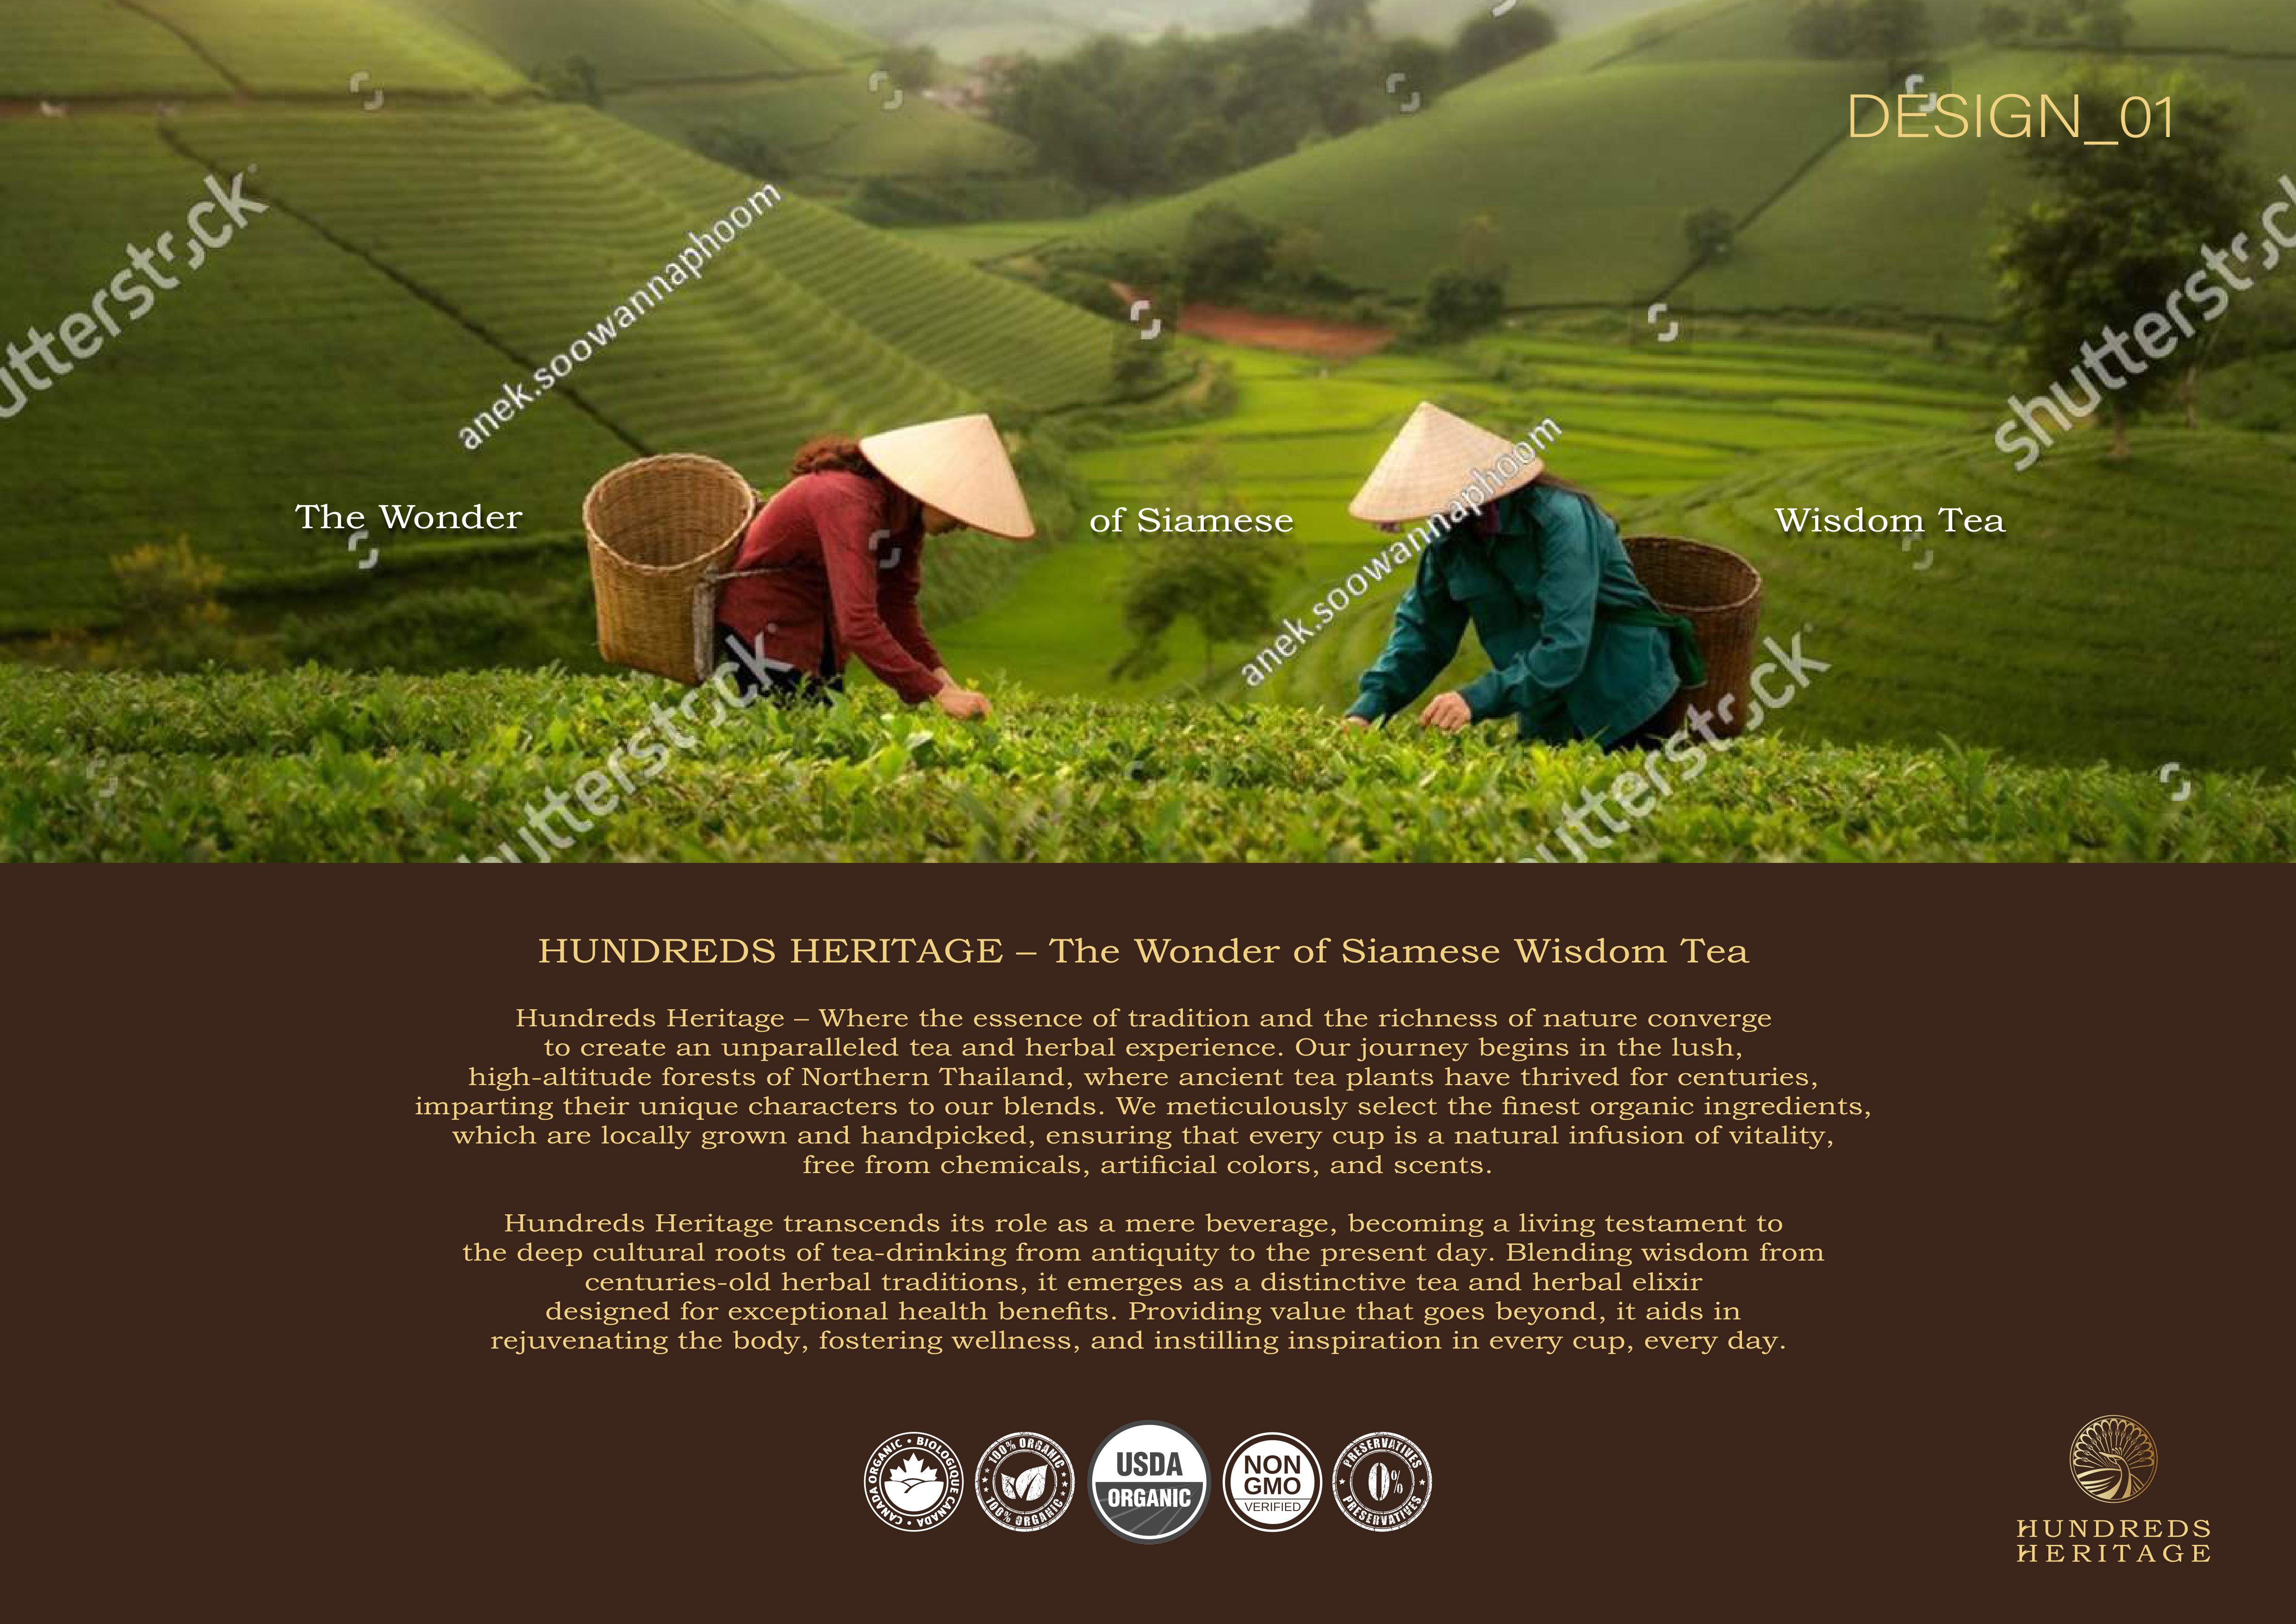 DESIGN_01
shutterstock
anek.soowannaphoom
shutterstock
The Wonder
of Siamese
Wisdom Tea
anek.soowannaphoom
shutterstock
shutterstock
HUNDREDS HERITAGE – The Wonder of Siamese Wisdom Tea
Hundreds Heritage – Where the essence of tradition and the richness of nature converge
to create an unparalleled tea and herbal experience. Our journey begins in the lush,
high-altitude forests of Northern Thailand, where ancient tea plants have thrived for centuries,
imparting their unique characters to our blends. We meticulously select the finest organic ingredients,
which are locally grown and handpicked, ensuring that every cup is a natural infusion of vitality,
free from chemicals, artificial colors, and scents.
Hundreds Heritage transcends its role as a mere beverage, becoming a living testament to
the deep cultural roots of tea-drinking from antiquity to the present day. Blending wisdom from
centuries-old herbal traditions, it emerges as a distinctive tea and herbal elixir
designed for exceptional health benefits. Providing value that goes beyond, it aids in
rejuvenating the body, fostering wellness, and instilling inspiration in every cup, every day.
CANADA ORGANIC • BIOLOGIQUE CANADA •
100% ORGANIC
100% ORGANIC
USDA
ORGANIC
NON
GMO
VERIFIED
PRESERVATIVES
0%
PRESERVATIVES
HUNDREDS
HERITAGE